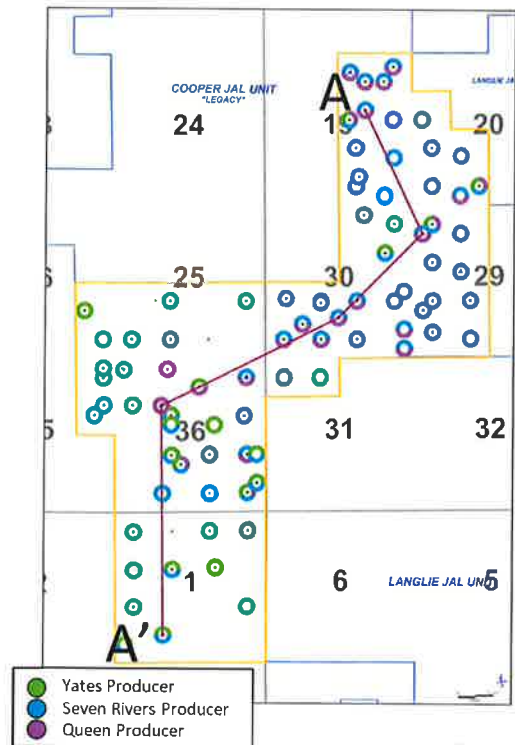 COOPER JAL UNIT
"LEGACY"
LANGLIE J
A
24
19
20
25
30
29
36
31
32
1
6
LANGLIE JAL UNIT
5
A'
Yates Producer
Seven Rivers Producer
Queen Producer